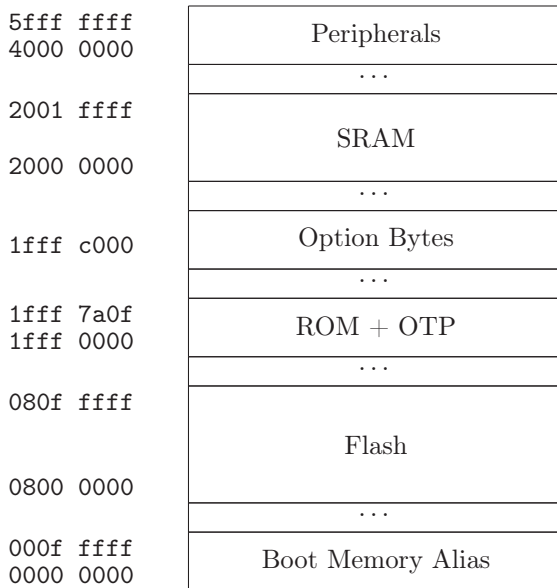 5fff ffff
4000 0000
Peripherals
...
2001 ffff
2000 0000
SRAM
...
1fff c000
Option Bytes
...
1fff 7a0f
1fff 0000
ROM + OTP
...
080f ffff
0800 0000
Flash
...
000f ffff
0000 0000
Boot Memory Alias